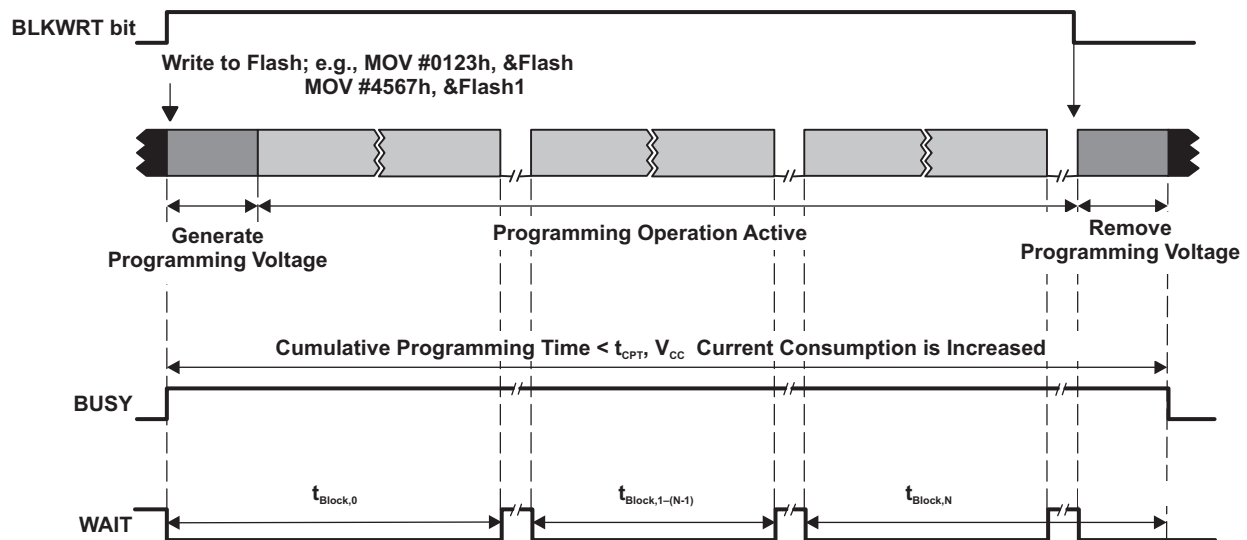 BLKWRT bit
Write to Flash; e.g., MOV #0123h, &Flash
MOV #4567h, &Flash1
Generate
Programming Voltage
Programming Operation Active
Remove
Programming Voltage
Cumulative Programming Time < tCPT, VCC Current Consumption is Increased
BUSY
tBlock,0
tBlock,1–(N-1)
tBlock,N
WAIT